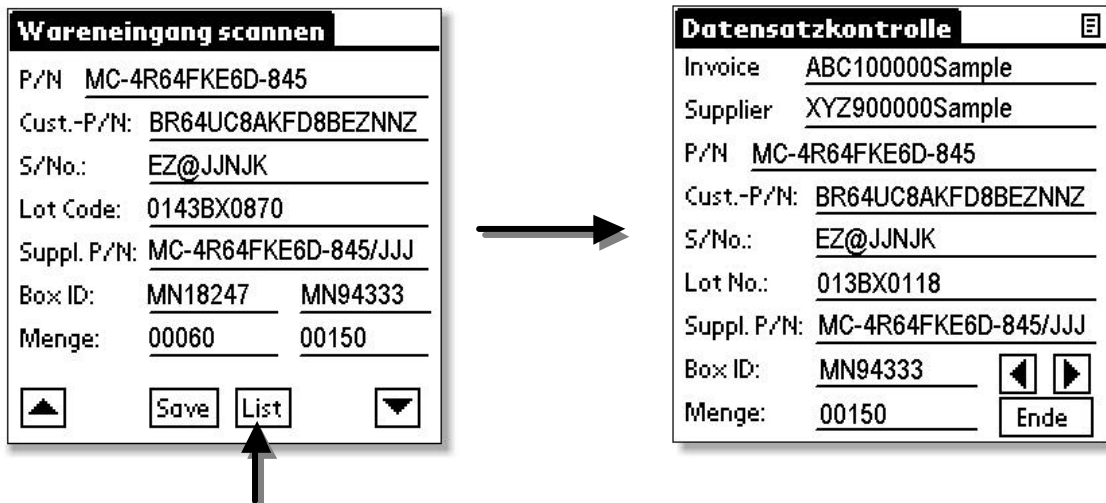 Wareneingang scannen
P/N MC-4R64FKE6D-845
Cust.-P/N: BR64UC8AKFD8BEZNNZ
S/No.: EZ@JJNJK
Lot Code: 0143BX0870
Suppl. P/N: MC-4R64FKE6D-845/JJJ
Box ID: MN18247 MN94333
Menge: 00060 00150
Save List
Datensatzkontrolle
Invoice ABC100000Sample
Supplier XYZ900000Sample
P/N MC-4R64FKE6D-845
Cust.-P/N: BR64UC8AKFD8BEZNNZ
S/No.: EZ@JJNJK
Lot No.: 013BX0118
Suppl. P/N: MC-4R64FKE6D-845/JJJ
Box ID: MN94333
Menge: 00150 Ende